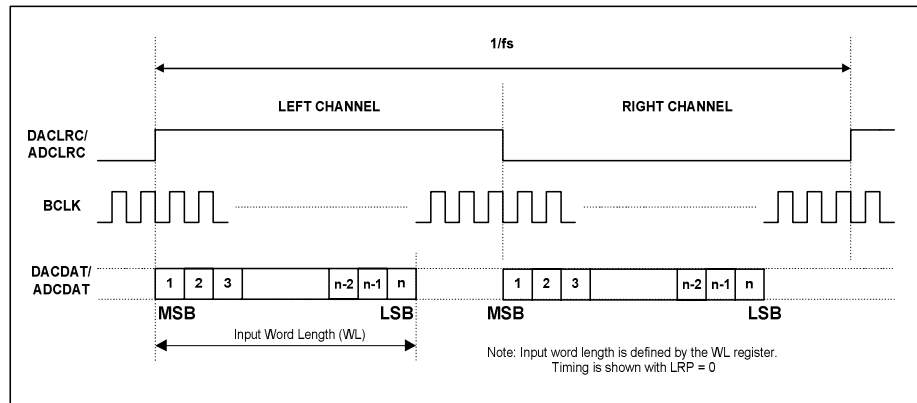 1/fs
LEFT CHANNEL
RIGHT CHANNEL
DACLRC/
ADCLRC
BCLK
DACDAT/
ADCDAT
1 2 3 n-2 n-1 n
1 2 3 n-2 n-1 n
MSB LSB MSB LSB
Input Word Length (WL)
Note: Input word length is defined by the WL register.
Timing is shown with LRP = 0